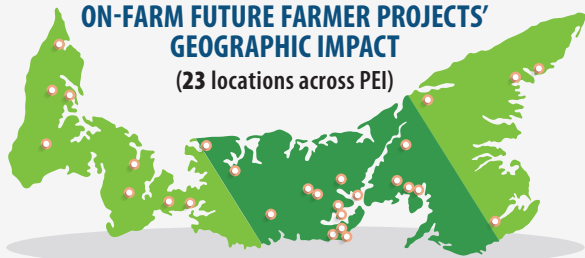 ON-FARM FUTURE FARMER PROJECTS’
GEOGRAPHIC IMPACT
(23 locations across PEI)